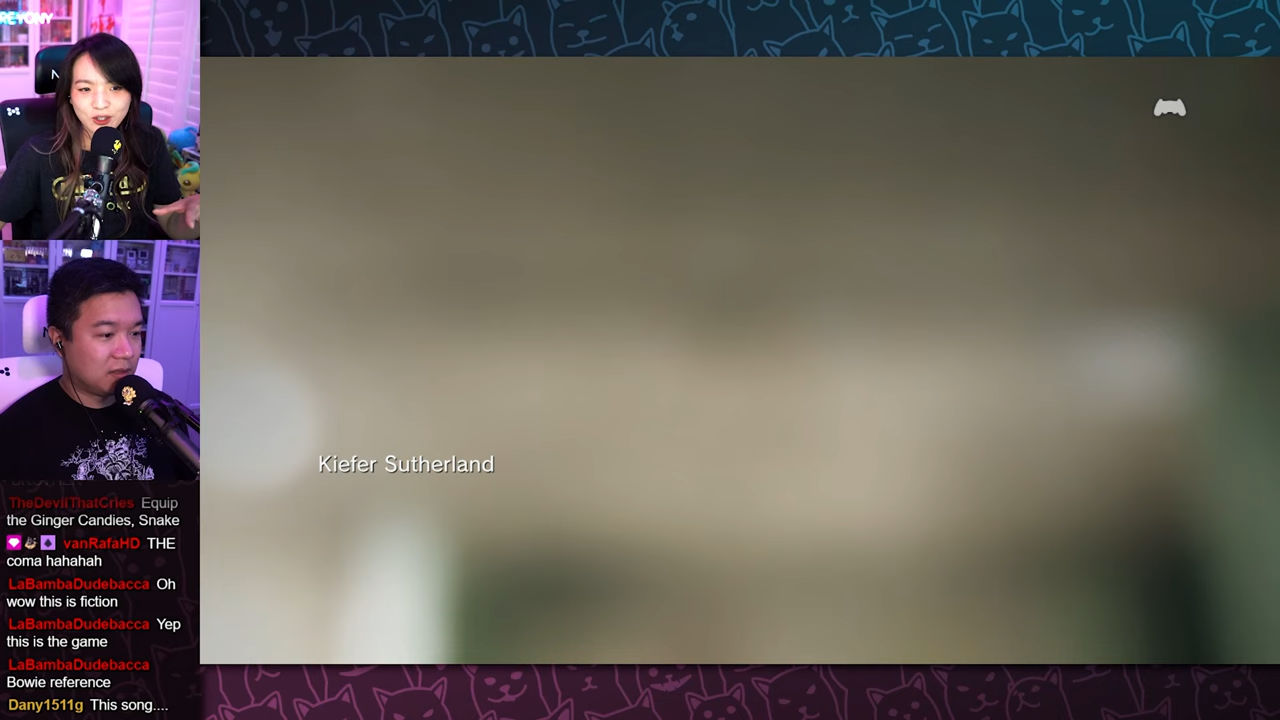 REYONY
Kiefer Sutherland
TheDevilThatCries Equip
the Ginger Candies, Snake
vanRafaHD THE
coma hahahah
LaBambaDudebacca Oh
wow this is fiction
LaBambaDudebacca Yep
this is the game
LaBambaDudebacca
Bowie reference
Dany1511g This song....